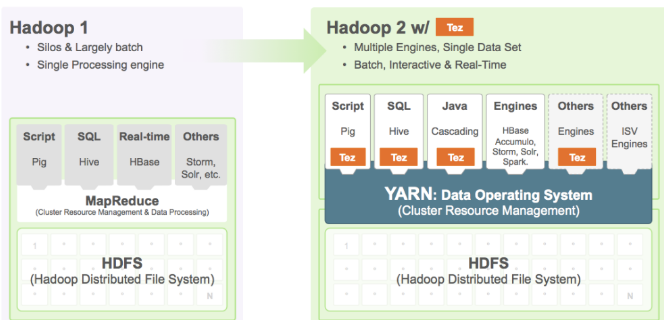 Hadoop 1
• Silos & Largely batch
• Single Processing engine
Script
Pig
SQL
Hive
Real-time
HBase
Others
Storm,
Solr, etc.
MapReduce
(Cluster Resource Management & Data Processing)
1
HDFS
(Hadoop Distributed File System)
N
Hadoop 2 w/ Tez
• Multiple Engines, Single Data Set
• Batch, Interactive & Real-Time
Script
Pig
Tez
SQL
Hive
Tez
Java
Cascading
Tez
Engines
HBase
Accumulo,
Storm, Solr,
Spark.
Others
Engines
Tez
Others
ISV
Engines
YARN: Data Operating System
(Cluster Resource Management)
1
HDFS
(Hadoop Distributed File System)
N